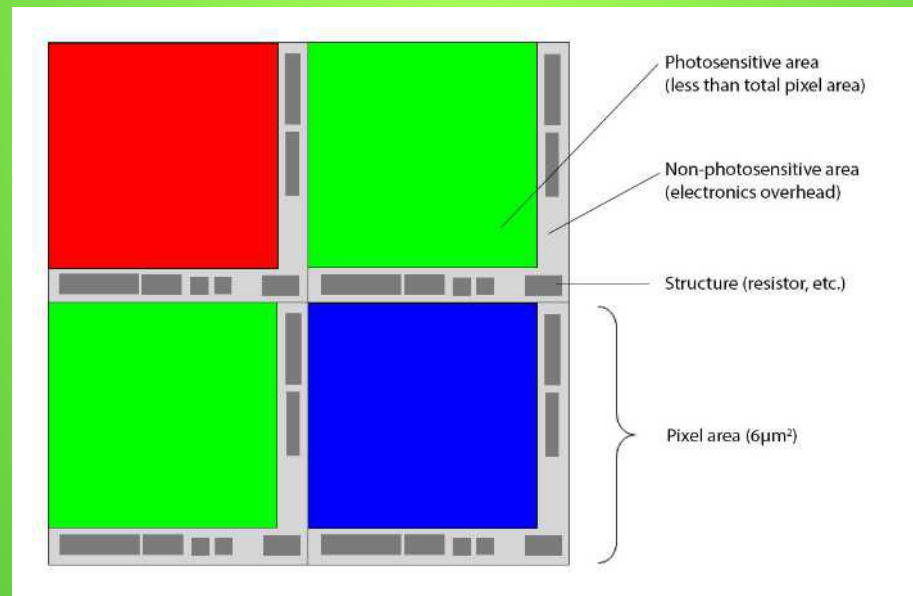 Photosensitive area
(less than total pixel area)
Non-photosensitive area
(electronics overhead)
Structure (resistor, etc.)
Pixel area (6µm²)